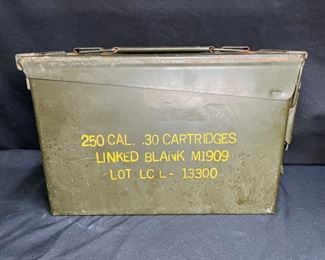 250 CAL. .30 CARTRIDGES
LINKED BLANK M1909
LOT LC L- 13300